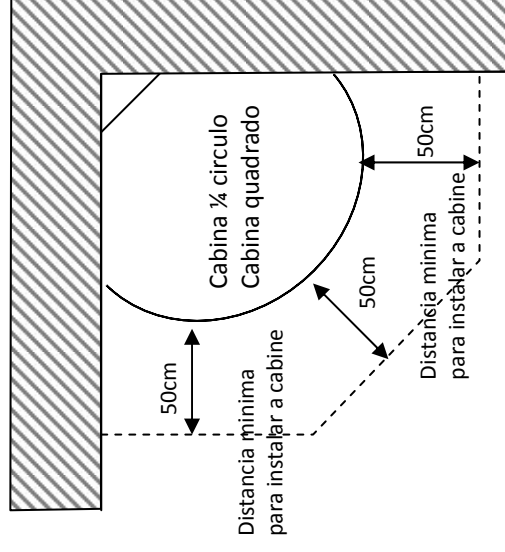 Cabina ¼ circulo
Cabina quadrado
50cm
Distancia minima
para instalar a cabine
50cm
50cm
Distancia minima
para instalar a cabine